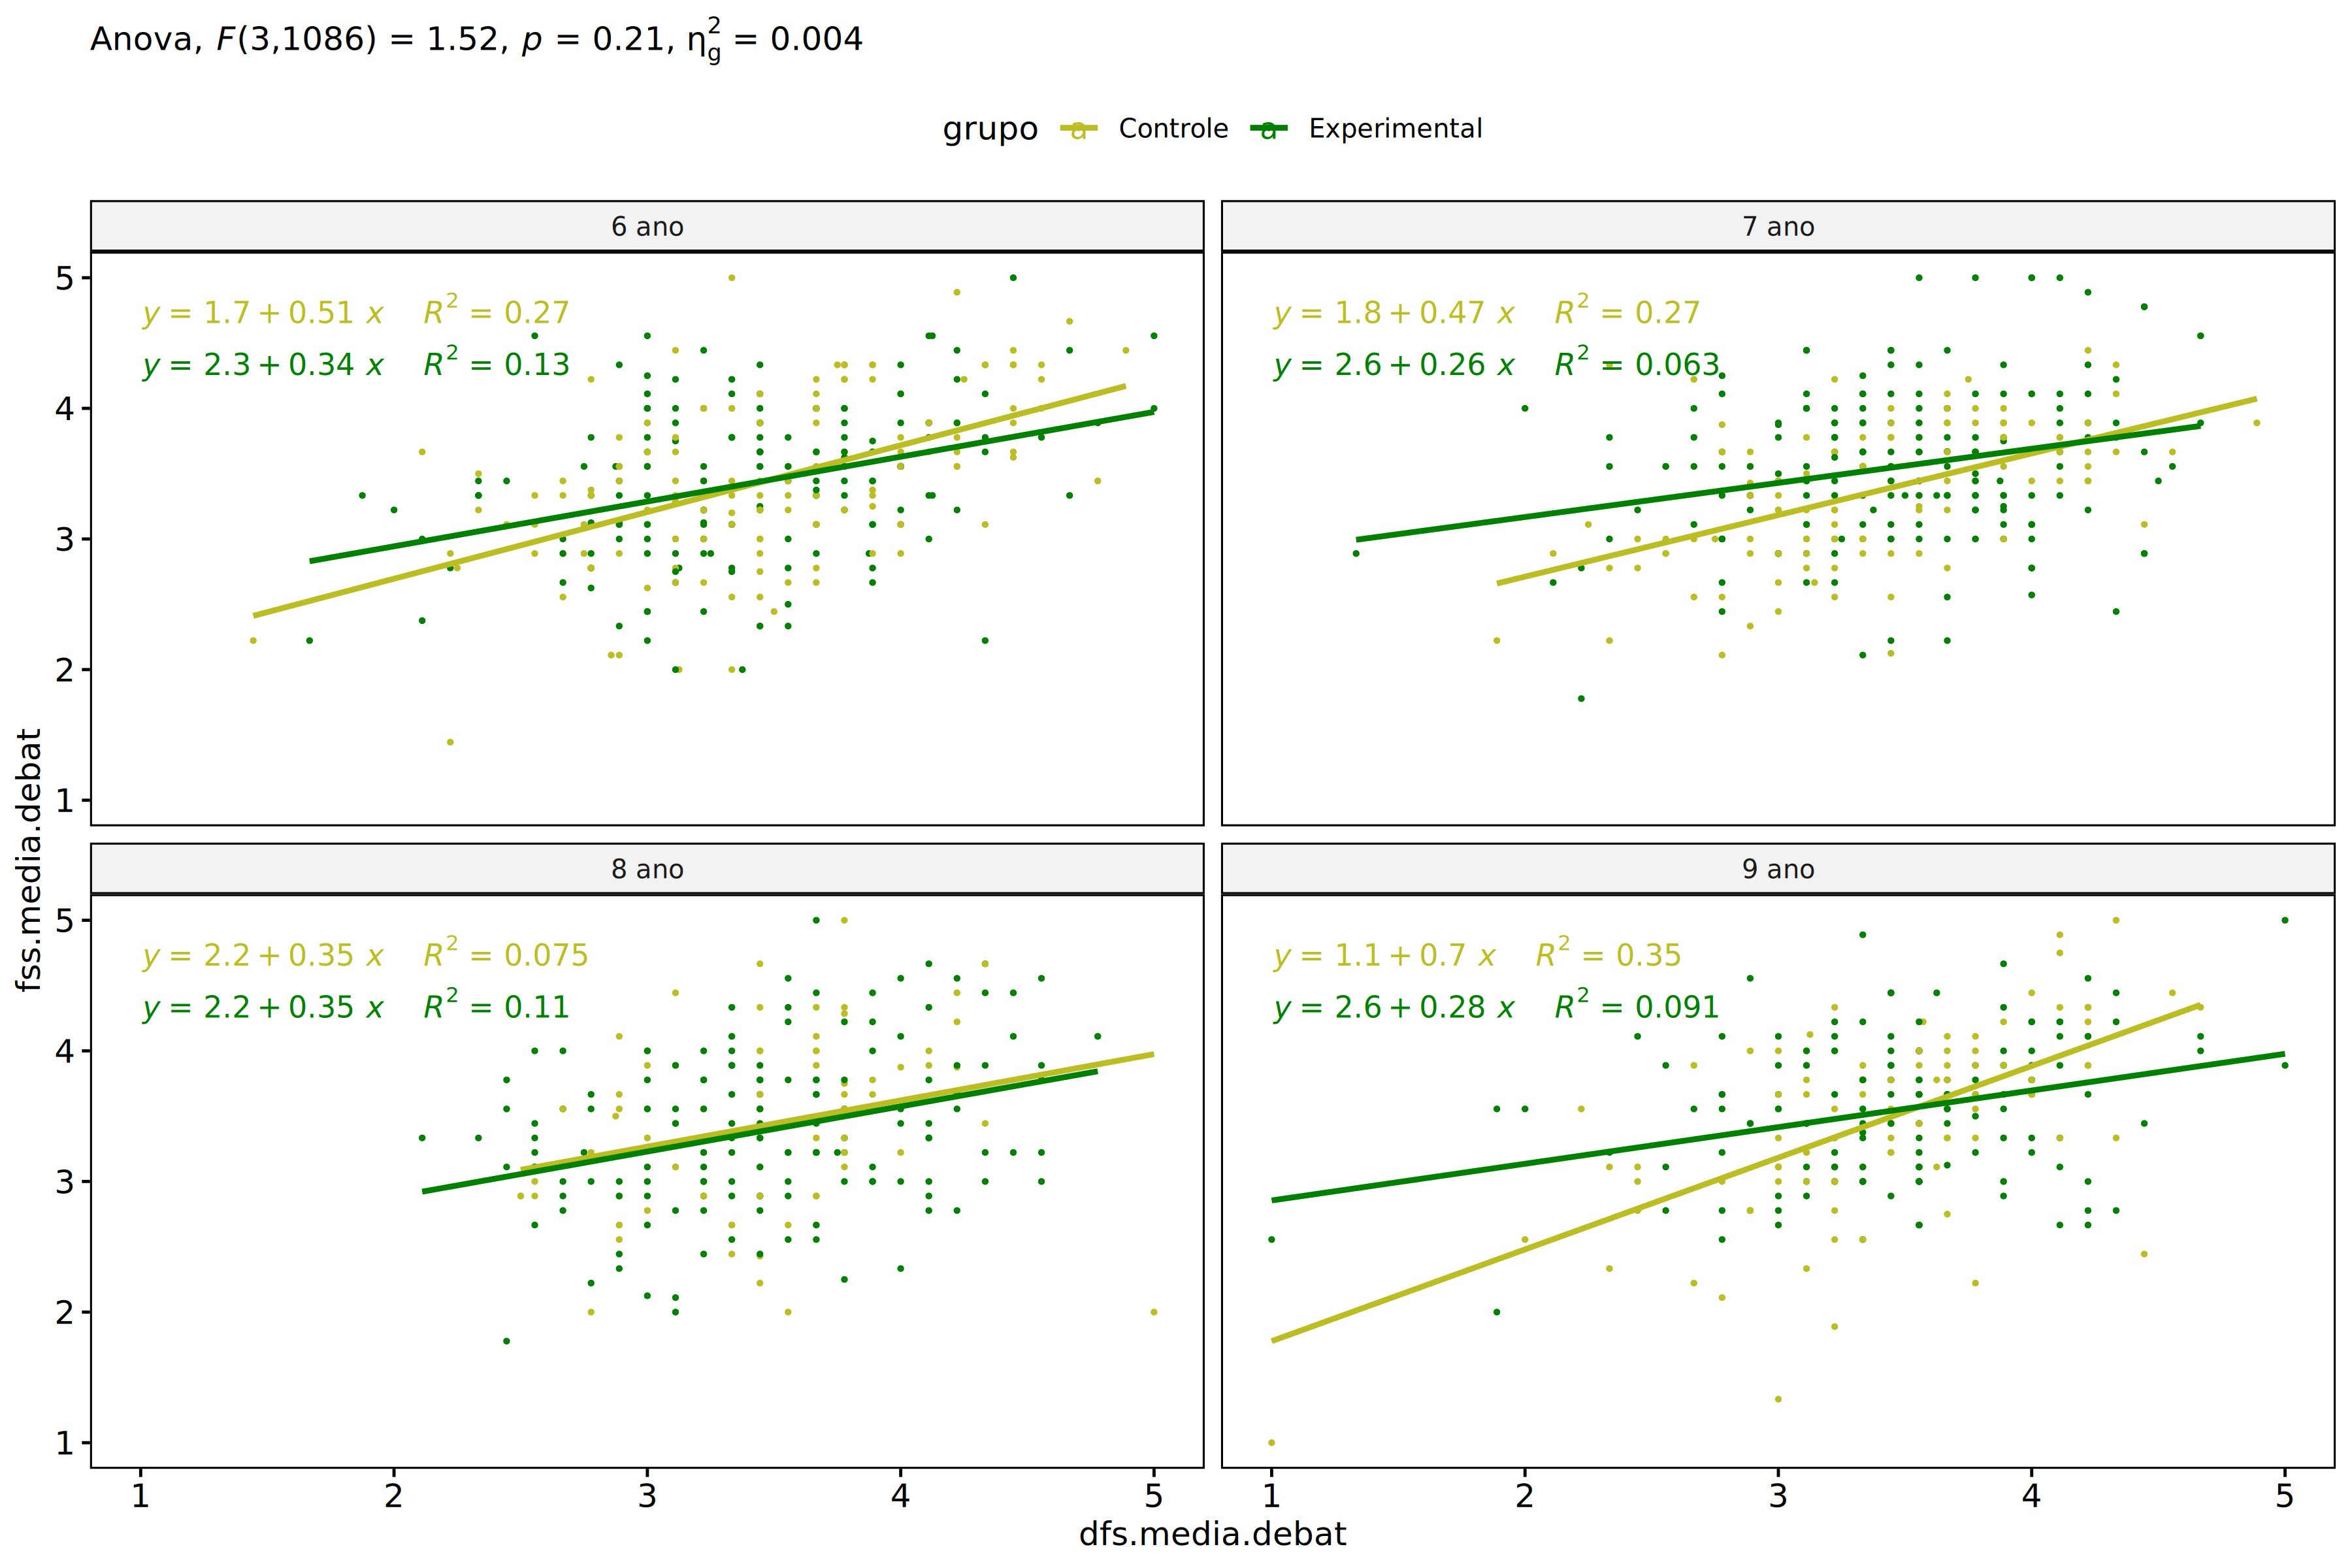 Anova, F(3,1086) = 1.52, p = 0.21, η²g = 0.004
grupo a Controle a Experimental
6 ano
7 ano
5
4
3
2
1
y = 1.7 + 0.51 x R² = 0.27
y = 2.3 + 0.34 x R² = 0.13
y = 1.8 + 0.47 x R² = 0.27
y = 2.6 + 0.26 x R² = 0.063
fss.media.debat
8 ano
9 ano
5
4
3
2
1
y = 2.2 + 0.35 x R² = 0.075
y = 2.2 + 0.35 x R² = 0.11
y = 1.1 + 0.7 x R² = 0.35
y = 2.6 + 0.28 x R² = 0.091
1 2 3 4 5 1 2 3 4 5
dfs.media.debat